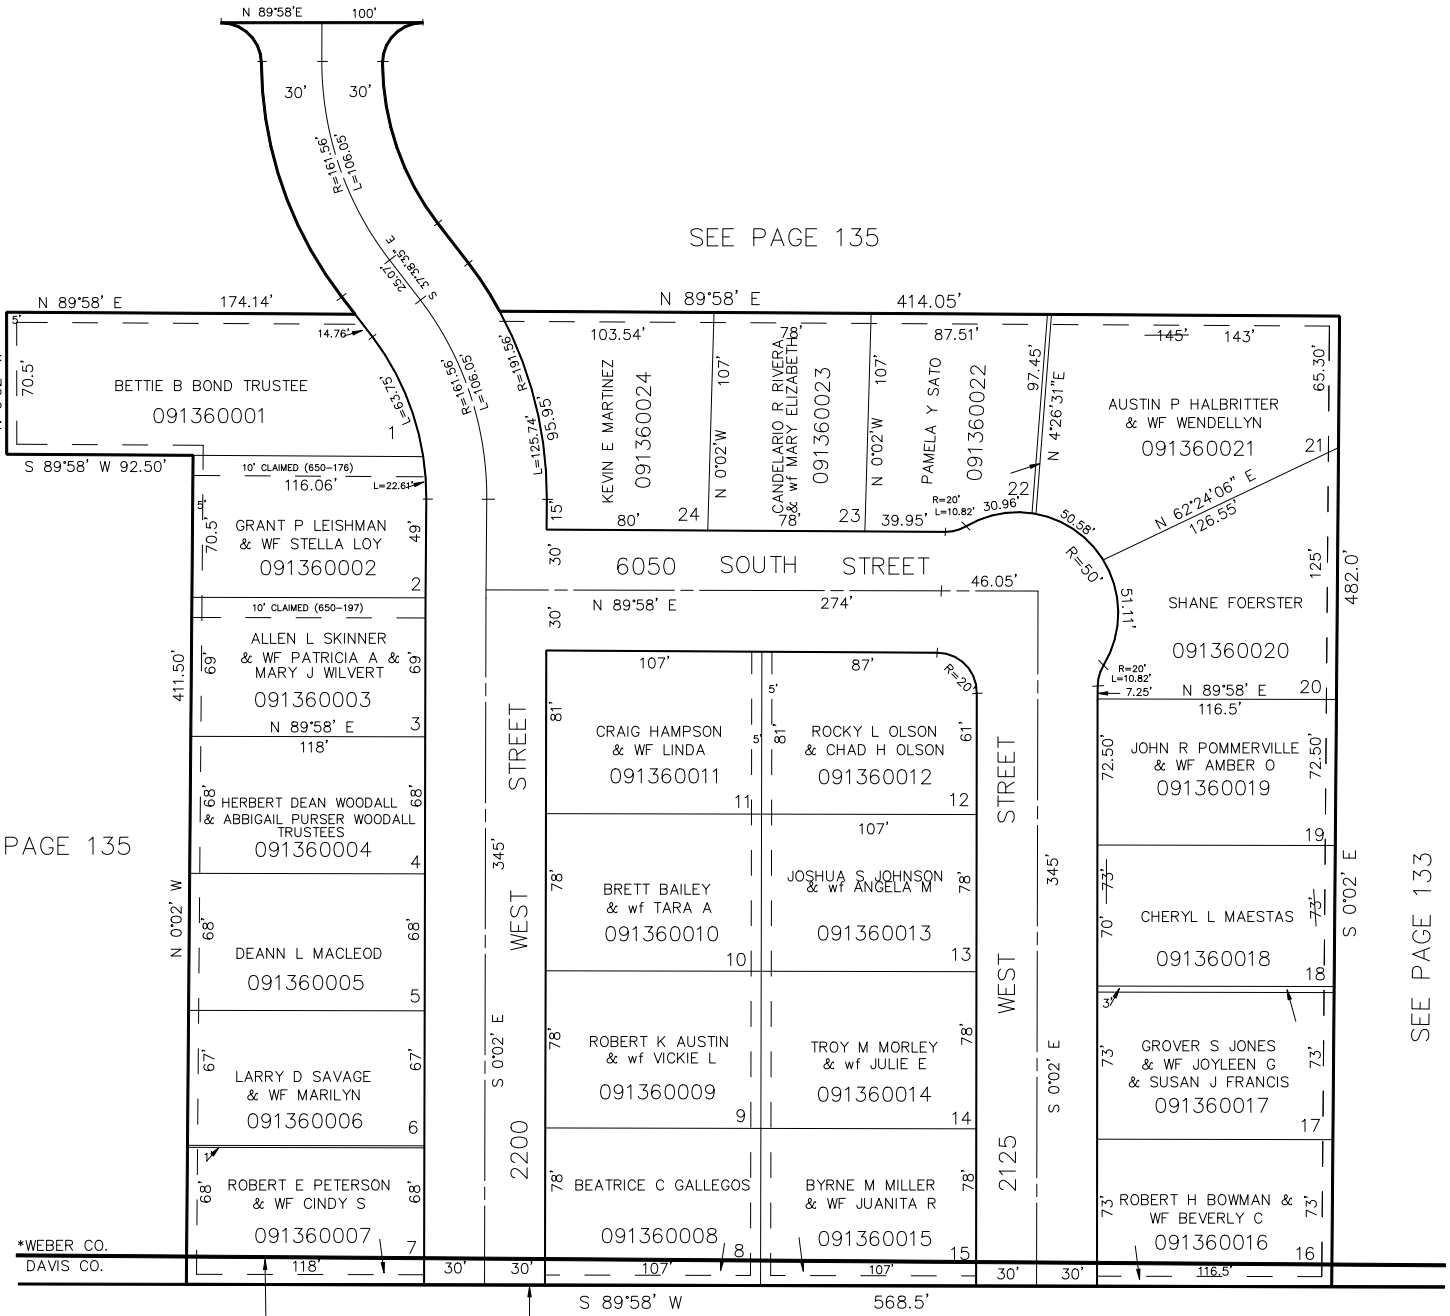 N 89°58'E 100'
30' 30'
R=161.56'
L=106.05'
S 37°38'35" E
25.07'
SEE PAGE 135
N 89°58' E 174.14'
N 89°58' E 414.05'
5'
14.76'
70.5'
BETTIE B BOND TRUSTEE
091360001
1
L=63.75'
R=161.56'
L=106.05'
R=191.56'
L=125.74'
95.95'
S 89°58' W 92.50'
103.54'
KEVIN E MARTINEZ
091360024
107'
N 0°02'W
80'
24
15'
78'
CANDELARIO R RIVERA
& wf MARY ELIZABETH
091360023
107'
N 0°02'W
78'
23
87.51'
PAMELA Y SATO
091360022
97.45'
N 4°26'31"E
22
39.95'
R=20'
L=10.82'
30.96'
145' 143'
65.30'
AUSTIN P HALBRITTER
& WF WENDELLYN
091360021
21
50.58'
R=50'
N 62°24'06" E
126.55'
10' CLAIMED (650-176)
116.06'
L=22.61'
5'
70.5'
49'
GRANT P LEISHMAN
& WF STELLA LOY
091360002
2
30'
6050 SOUTH STREET
46.05'
N 89°58' E 274'
30'
51.11'
125'
482.0'
SHANE FOERSTER
091360020
R=20'
L=10.82'
7.25'
N 89°58' E
20
116.5'
10' CLAIMED (650-197)
ALLEN L SKINNER
& WF PATRICIA A &
MARY J WILVERT
69' 69'
091360003
N 89°58' E
3
118'
411.50'
107'
87'
R=20'
5'
81'
CRAIG HAMPSON
& WF LINDA
091360011
11
5'
81'
ROCKY L OLSON
& CHAD H OLSON
61'
091360012
12
107'
72.50'
JOHN R POMMERVILLE
& WF AMBER O
72.50'
091360019
19
68'
HERBERT DEAN WOODALL
& ABBIGAIL PURSER WOODALL
TRUSTEES
68'
091360004
4
PAGE 135
N 0°02' W
345'
2200 WEST STREET
S 0°02' E
78'
BRETT BAILEY
& wf TARA A
091360010
10
JOSHUA S JOHNSON
& wf ANGELA M
78'
091360013
13
345'
2125 WEST STREET
S 0°02' E
73'
70'
CHERYL L MAESTAS
73'
091360018
18
S 0°02' E
SEE PAGE 133
68'
68'
DEANN L MACLEOD
091360005
5
78'
ROBERT K AUSTIN
& wf VICKIE L
091360009
9
78'
TROY M MORLEY
& wf JULIE E
091360014
14
3'
73'
GROVER S JONES
& WF JOYLEEN G
& SUSAN J FRANCIS
73'
091360017
17
67'
67'
LARRY D SAVAGE
& WF MARILYN
091360006
6
1'
68'
ROBERT E PETERSON
& WF CINDY S
68'
091360007
7
78'
BEATRICE C GALLEGOS
091360008
8
BYRNE M MILLER
& WF JUANITA R
78'
091360015
15
73'
ROBERT H BOWMAN &
WF BEVERLY C
73'
091360016
16
*WEBER CO.
DAVIS CO.
118' 30' 30' 107' 107' 30' 30' 116.5'
S 89°58' W 568.5'